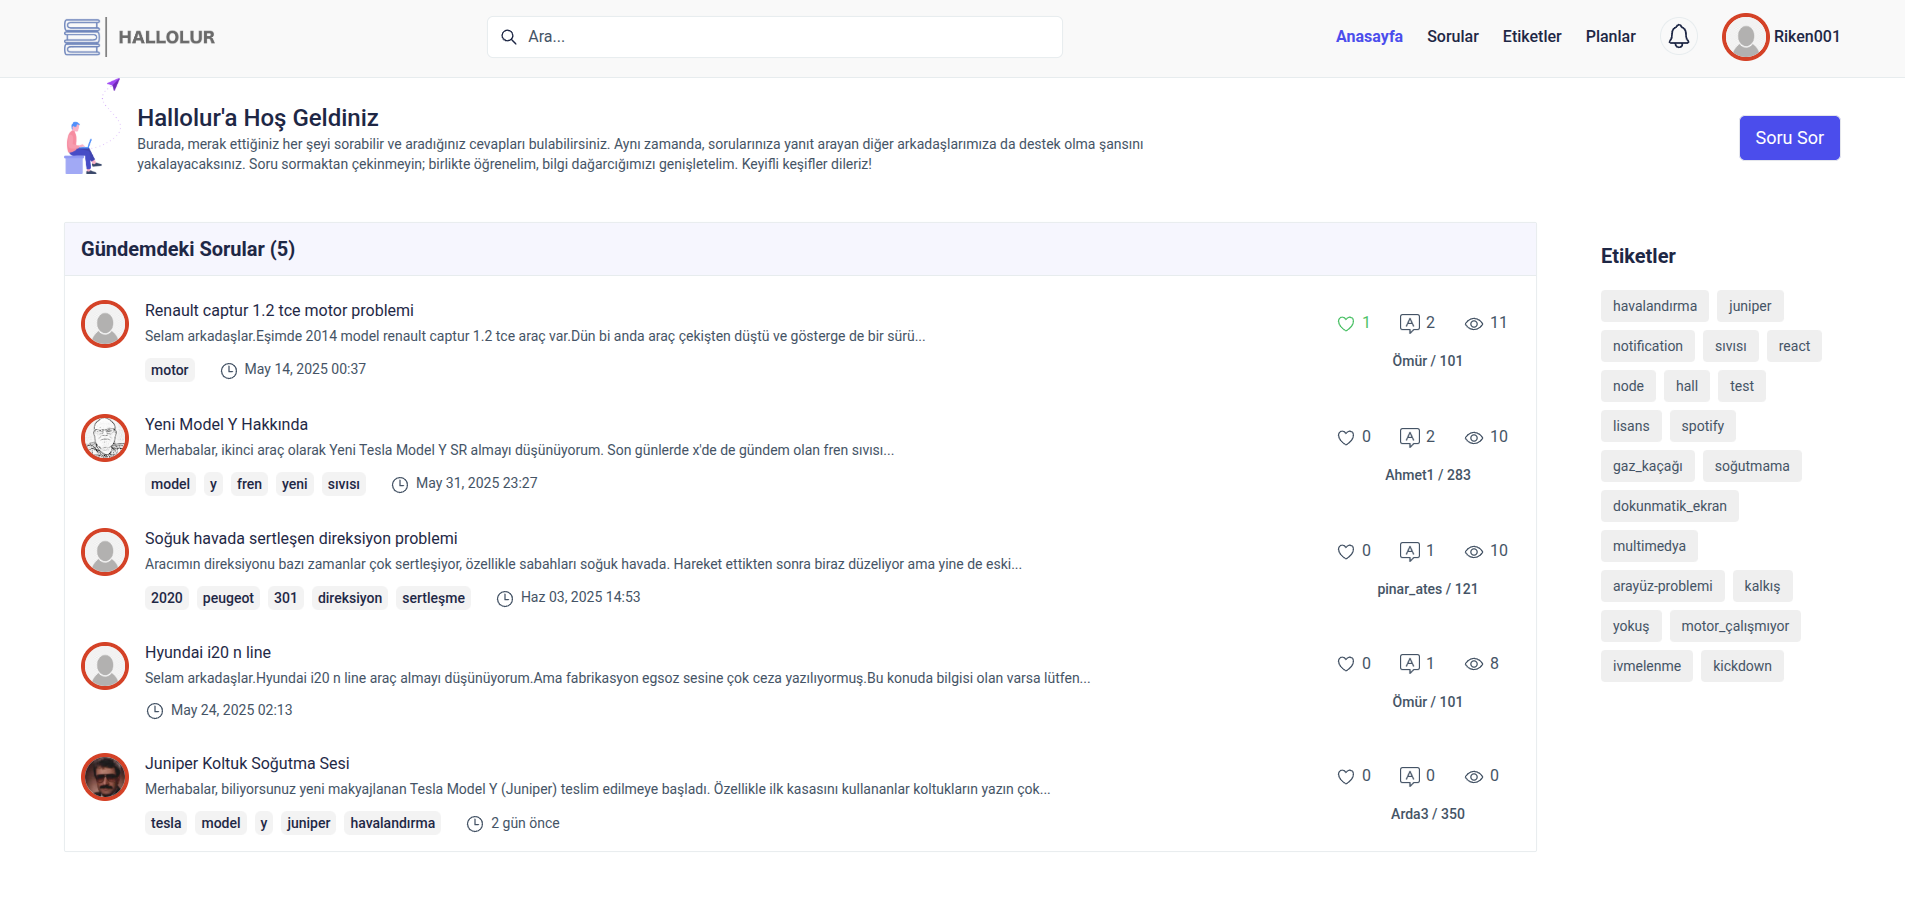 HALLOLUR
Ara...
Anasayfa Sorular Etiketler Planlar Riken001
Hallolur'a Hoş Geldiniz
Burada, merak ettiğiniz her şeyi sorabilir ve aradığınız cevapları bulabilirsiniz. Aynı zamanda, sorularınıza yanıt arayan diğer arkadaşlarımıza da destek olma şansını
yakalayacaksınız. Soru sormaktan çekinmeyin; birlikte öğrenelim, bilgi dağarcığımızı genişletelim. Keyifli keşifler dileriz!
Soru Sor
Gündemdeki Sorular (5)
Renault captur 1.2 tce motor problemi
Selam arkadaşlar.Eşimde 2014 model renault captur 1.2 tce araç var.Dün bi anda araç çekişten düştü ve gösterge de bir sürü...
motor May 14, 2025 00:37
1 A 2 11
Ömür / 101
Yeni Model Y Hakkında
Merhabalar, ikinci araç olarak Yeni Tesla Model Y SR almayı düşünüyorum. Son günlerde x'de de gündem olan fren sıvısı...
model y fren yeni sıvısı May 31, 2025 23:27
0 A 2 10
Ahmet1 / 283
Soğuk havada sertleşen direksiyon problemi
Aracımın direksiyonu bazı zamanlar çok sertleşiyor, özellikle sabahları soğuk havada. Hareket ettikten sonra biraz düzeliyor ama yine de eski...
2020 peugeot 301 direksiyon sertleşme Haz 03, 2025 14:53
0 A 1 10
pinar_ates / 121
Hyundai i20 n line
Selam arkadaşlar.Hyundai i20 n line araç almayı düşünüyorum.Ama fabrikasyon egsoz sesine çok ceza yazılıyormuş.Bu konuda bilgisi olan varsa lütfen...
May 24, 2025 02:13
0 A 1 8
Ömür / 101
Juniper Koltuk Soğutma Sesi
Merhabalar, biliyorsunuz yeni makyajlanan Tesla Model Y (Juniper) teslim edilmeye başladı. Özellikle ilk kasasını kullananlar koltukların yazın çok...
tesla model y juniper havalandırma 2 gün önce
0 A 0 0
Arda3 / 350
Etiketler
havalandırma juniper
notification sıvısı react
node hall test
lisans spotify
gaz_kaçağı soğutmama
dokunmatik_ekran
multimedya
arayüz-problemi kalkış
yokuş motor_çalışmıyor
ivmelenme kickdown